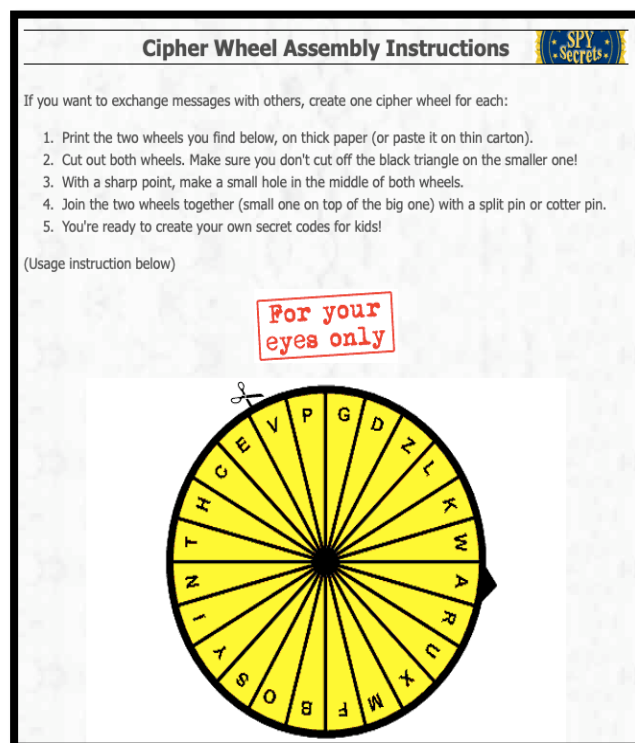 Cipher Wheel Assembly Instructions
SPY
Secrets
If you want to exchange messages with others, create one cipher wheel for each:
1. Print the two wheels you find below, on thick paper (or paste it on thin carton).
2. Cut out both wheels. Make sure you don't cut off the black triangle on the smaller one!
3. With a sharp point, make a small hole in the middle of both wheels.
4. Join the two wheels together (small one on top of the big one) with a split pin or cotter pin.
5. You're ready to create your own secret codes for kids!
(Usage instruction below)
For your
eyes only
G D Z L K W A R U X M F B O S Y I N T H C E V P